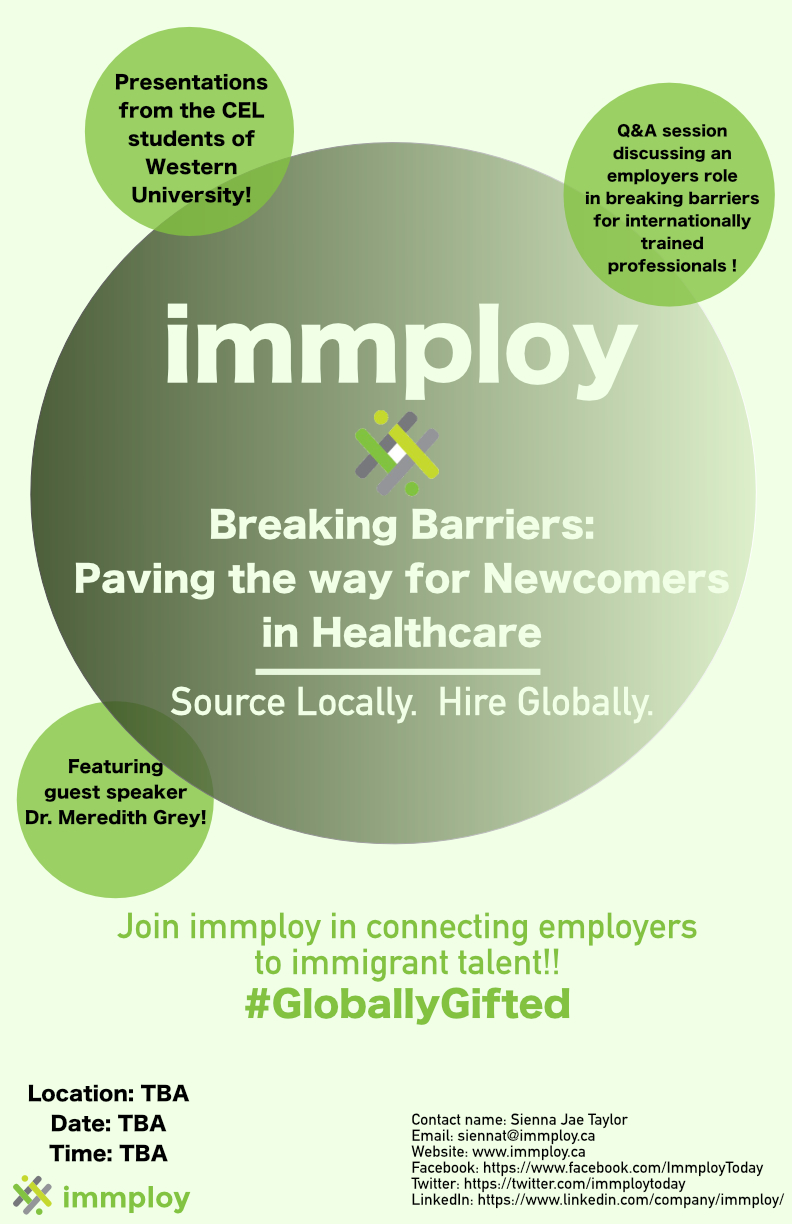 Presentations
from the CEL
students of
Western
University!
Q&A session
discussing an
employers role
in breaking barriers
for internationally
trained
professionals !
immploy
Breaking Barriers:
Paving the way for Newcomers
in Healthcare
Source Locally.  Hire Globally.
Featuring
guest speaker
Dr. Meredith Grey!
Join immploy in connecting employers
to immigrant talent!!
#GloballyGifted
Location: TBA
Date: TBA
Time: TBA
immploy
Contact name: Sienna Jae Taylor
Email: siennat@immploy.ca
Website: www.immploy.ca
Facebook: https://www.facebook.com/ImmployToday
Twitter: https://twitter.com/immploytoday
LinkedIn: https://www.linkedin.com/company/immploy/